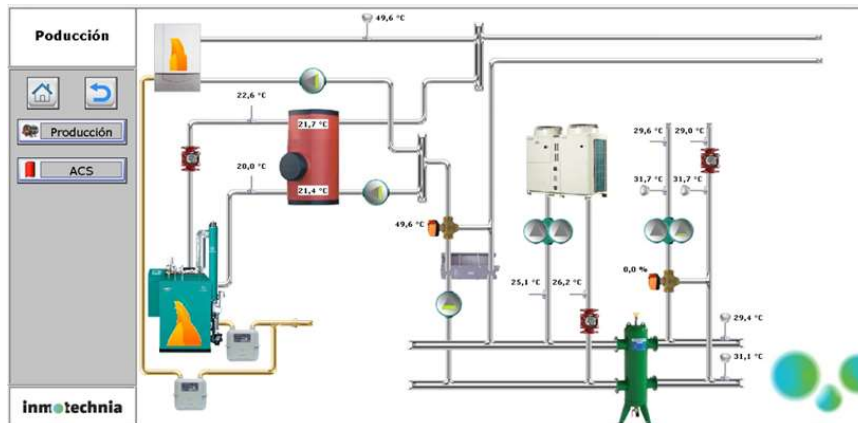 Poducción
Producción
ACS
inmotechnia
49,6 °C
22,6 °C
21,7 °C
20,0 °C
21,4 °C
49,6 °C
25,1 °C
26,2 °C
29,6 °C
29,0 °C
31,7 °C
31,7 °C
0,0 %
29,4 °C
31,1 °C